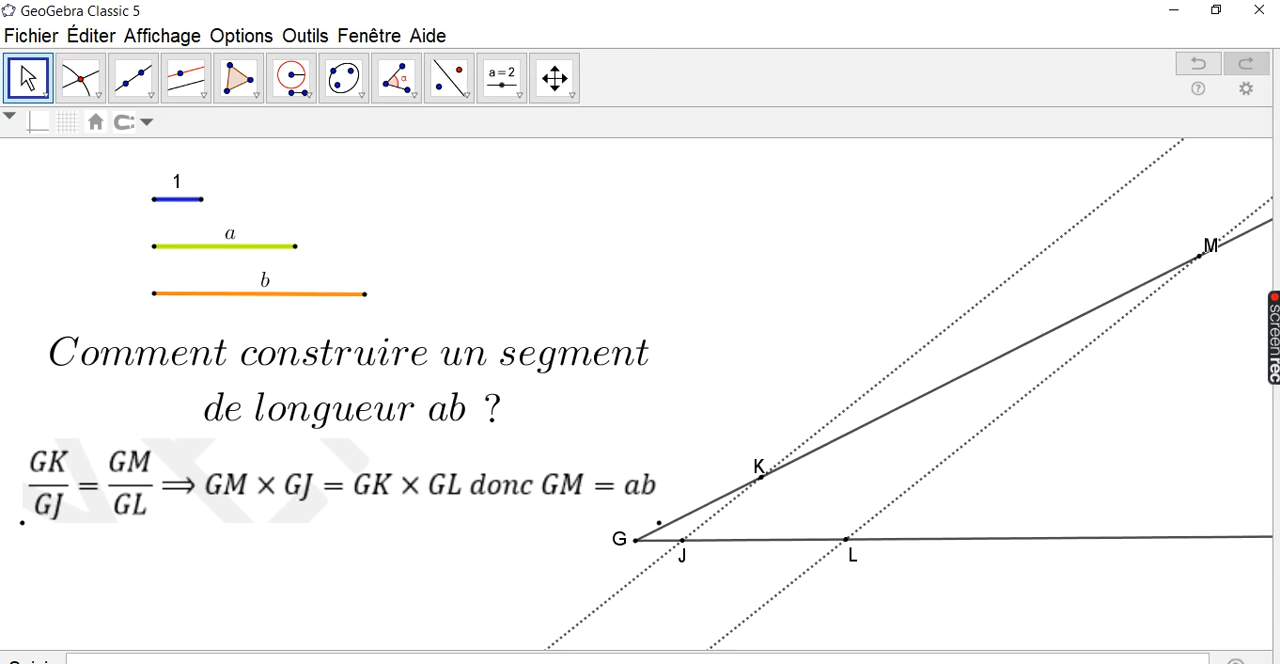 GeoGebra Classic 5
Fichier Éditer Affichage Options Outils Fenêtre Aide
α
a=2
1
a
b
Comment construire un segment
de longueur ab ?
GK/GJ = GM/GL ⟹ GM × GJ = GK × GL donc GM = ab
M
K
G
J
L
screenrec